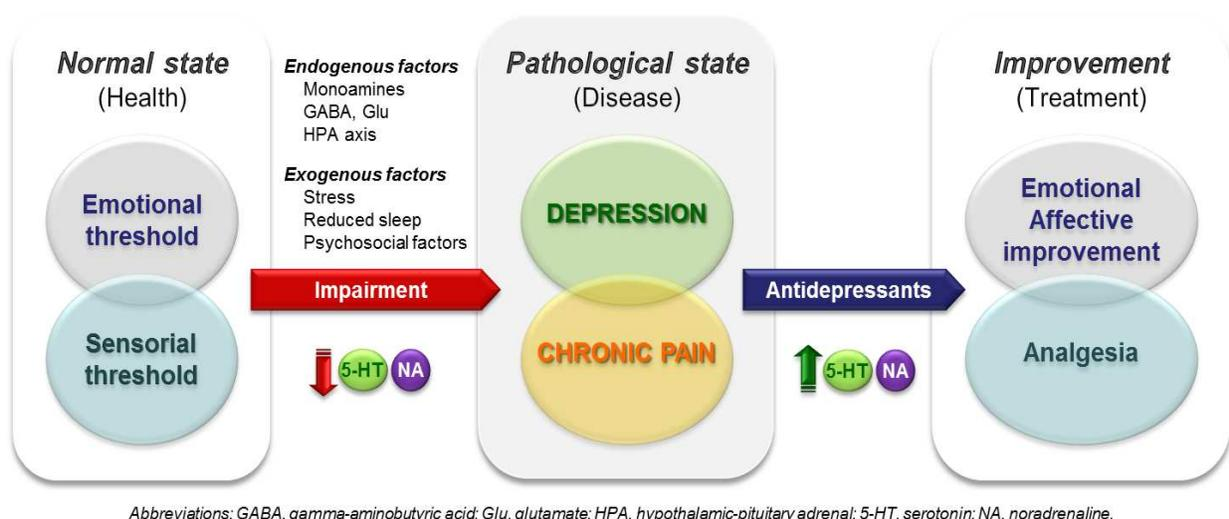 Normal state
(Health)
Emotional
threshold
Sensorial
threshold
Endogenous factors
Monoamines
GABA, Glu
HPA axis
Exogenous factors
Stress
Reduced sleep
Psychosocial factors
Impairment
5-HT NA
Pathological state
(Disease)
DEPRESSION
CHRONIC PAIN
Antidepressants
5-HT NA
Improvement
(Treatment)
Emotional
Affective
improvement
Analgesia
Abbreviations: GABA, gamma-aminobutyric acid; Glu, glutamate; HPA, hypothalamic-pituitary adrenal; 5-HT, serotonin; NA, noradrenaline.